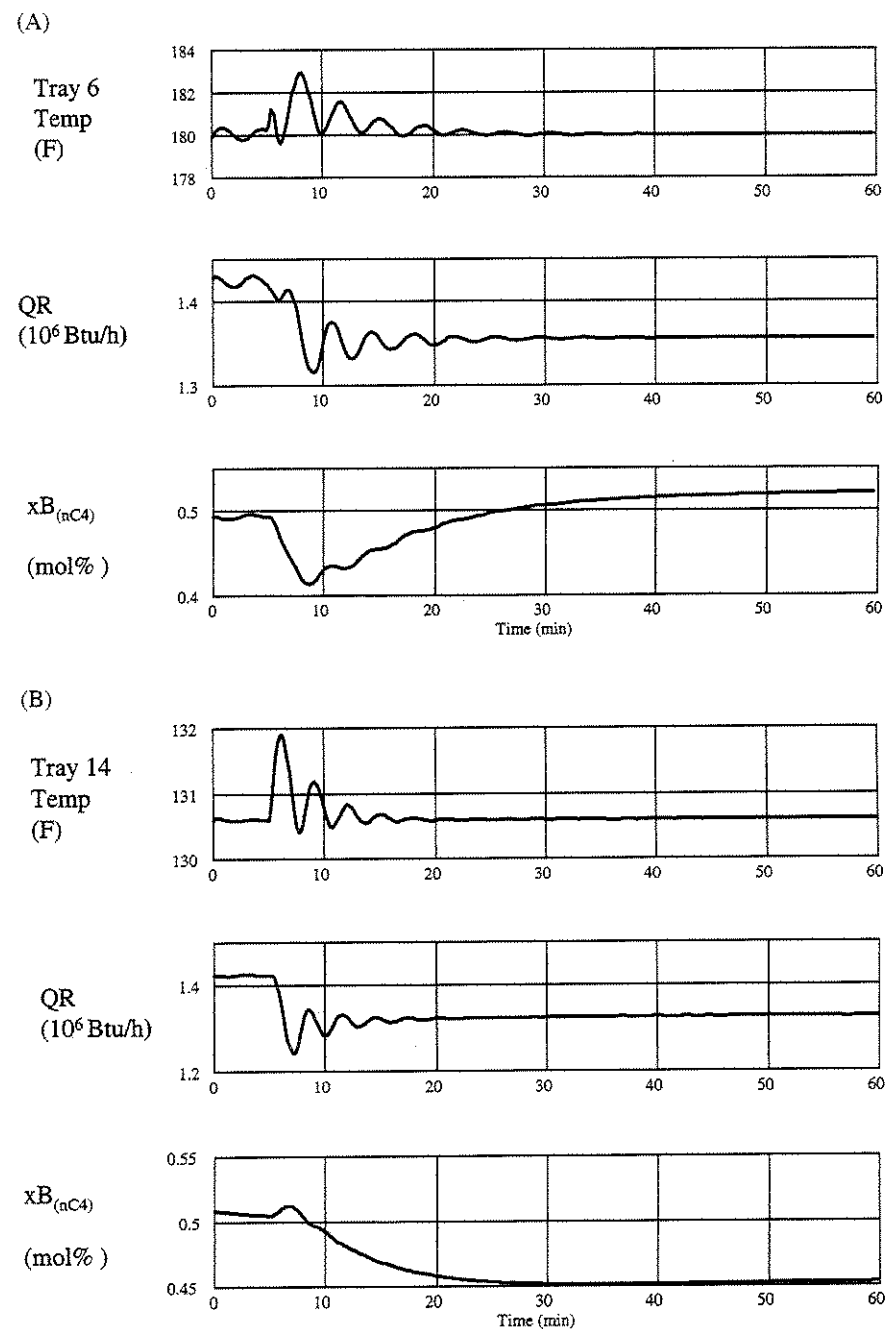 (A)
184
182
180
178
Tray 6
Temp
(F)
0 10 20 30 40 50 60
QR
(10⁶ Btu/h)
1.4
1.3
0 10 20 30 40 50 60
xB(nC4)
(mol% )
0.5
0.4
0 10 20 30 40 50 60
Time (min)
(B)
132
131
130
Tray 14
Temp
(F)
0 10 20 30 40 50 60
QR
(10⁶ Btu/h)
1.4
1.2
0 10 20 30 40 50 60
xB(nC4)
(mol% )
0.55
0.5
0.45
0 10 20 30 40 50 60
Time (min)